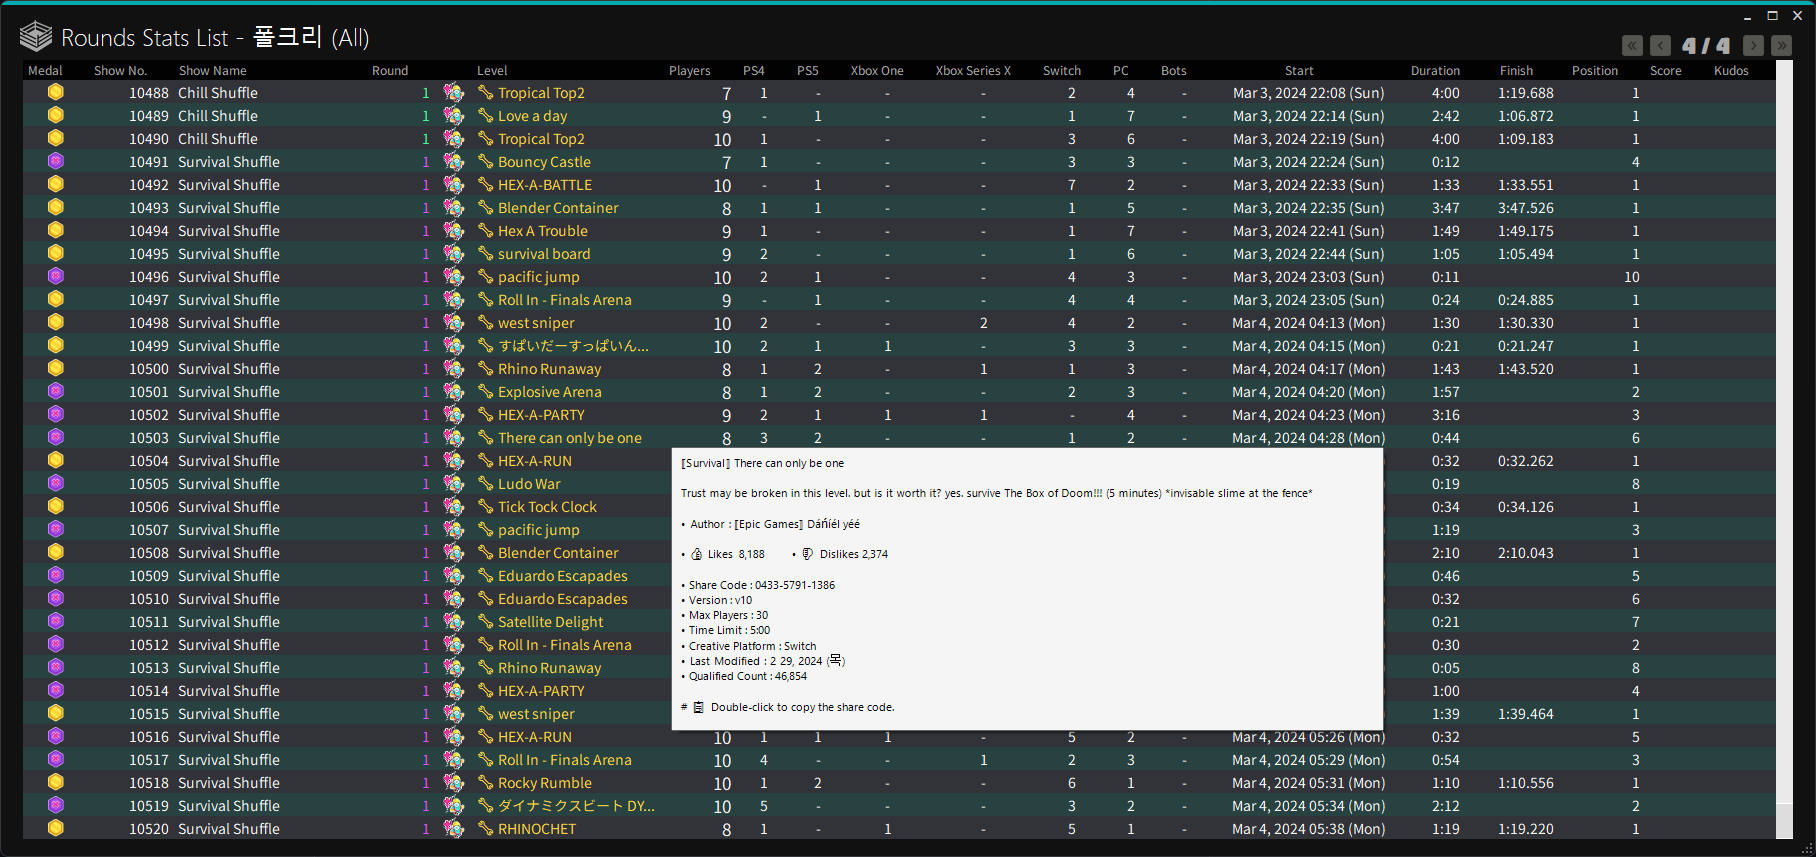 Rounds Stats List - 폴크리 (All)
« ‹ 4 / 4 › »
Medal Show No. Show Name Round Level Players PS4 PS5 Xbox One Xbox Series X Switch PC Bots Start Duration Finish Position Score Kudos
10488 Chill Shuffle 1 Tropical Top2 7 1 - - - 2 4 - Mar 3, 2024 22:08 (Sun) 4:00 1:19.688 1
10489 Chill Shuffle 1 Love a day 9 - 1 - - 1 7 - Mar 3, 2024 22:14 (Sun) 2:42 1:06.872 1
10490 Chill Shuffle 1 Tropical Top2 10 1 - - - 3 6 - Mar 3, 2024 22:19 (Sun) 4:00 1:09.183 1
10491 Survival Shuffle 1 Bouncy Castle 7 1 - - - 3 3 - Mar 3, 2024 22:24 (Sun) 0:12 4
10492 Survival Shuffle 1 HEX-A-BATTLE 10 - 1 - - 7 2 - Mar 3, 2024 22:33 (Sun) 1:33 1:33.551 1
10493 Survival Shuffle 1 Blender Container 8 1 1 - - 1 5 - Mar 3, 2024 22:35 (Sun) 3:47 3:47.526 1
10494 Survival Shuffle 1 Hex A Trouble 9 1 - - - 1 7 - Mar 3, 2024 22:41 (Sun) 1:49 1:49.175 1
10495 Survival Shuffle 1 survival board 9 2 - - - 1 6 - Mar 3, 2024 22:44 (Sun) 1:05 1:05.494 1
10496 Survival Shuffle 1 pacific jump 10 2 1 - - 4 3 - Mar 3, 2024 23:03 (Sun) 0:11 10
10497 Survival Shuffle 1 Roll In - Finals Arena 9 - 1 - - 4 4 - Mar 3, 2024 23:05 (Sun) 0:24 0:24.885 1
10498 Survival Shuffle 1 west sniper 10 2 - - 2 4 2 - Mar 4, 2024 04:13 (Mon) 1:30 1:30.330 1
10499 Survival Shuffle 1 すぱいだーすっぱいん... 10 2 1 1 - 3 3 - Mar 4, 2024 04:15 (Mon) 0:21 0:21.247 1
10500 Survival Shuffle 1 Rhino Runaway 8 1 2 - 1 1 3 - Mar 4, 2024 04:17 (Mon) 1:43 1:43.520 1
10501 Survival Shuffle 1 Explosive Arena 8 1 2 - - 2 3 - Mar 4, 2024 04:20 (Mon) 1:57 2
10502 Survival Shuffle 1 HEX-A-PARTY 9 2 1 1 1 - 4 - Mar 4, 2024 04:23 (Mon) 3:16 3
10503 Survival Shuffle 1 There can only be one 8 3 2 - - 1 2 - Mar 4, 2024 04:28 (Mon) 0:44 6
10504 Survival Shuffle 1 HEX-A-RUN 0:32 0:32.262 1
10505 Survival Shuffle 1 Ludo War 0:19 8
10506 Survival Shuffle 1 Tick Tock Clock 0:34 0:34.126 1
10507 Survival Shuffle 1 pacific jump 1:19 3
10508 Survival Shuffle 1 Blender Container 2:10 2:10.043 1
10509 Survival Shuffle 1 Eduardo Escapades 0:46 5
10510 Survival Shuffle 1 Eduardo Escapades 0:32 6
10511 Survival Shuffle 1 Satellite Delight 0:21 7
10512 Survival Shuffle 1 Roll In - Finals Arena 0:30 2
10513 Survival Shuffle 1 Rhino Runaway 0:05 8
10514 Survival Shuffle 1 HEX-A-PARTY 1:00 4
10515 Survival Shuffle 1 west sniper 1:39 1:39.464 1
10516 Survival Shuffle 1 HEX-A-RUN 10 1 1 1 - 5 2 - Mar 4, 2024 05:26 (Mon) 0:32 5
10517 Survival Shuffle 1 Roll In - Finals Arena 10 4 - - 1 2 3 - Mar 4, 2024 05:29 (Mon) 0:54 3
10518 Survival Shuffle 1 Rocky Rumble 10 1 2 - - 6 1 - Mar 4, 2024 05:31 (Mon) 1:10 1:10.556 1
10519 Survival Shuffle 1 ダイナミクスビート DY... 10 5 - - - 3 2 - Mar 4, 2024 05:34 (Mon) 2:12 2
10520 Survival Shuffle 1 RHINOCHET 8 1 - 1 - 5 1 - Mar 4, 2024 05:38 (Mon) 1:19 1:19.220 1
⟦Survival⟧ There can only be one
Trust may be broken in this level. but is it worth it? yes. survive The Box of Doom!!! (5 minutes) *invisable slime at the fence*
• Author : ⟦Epic Games⟧ Dáńíél yéé
• Likes 8,188 • Dislikes 2,374
• Share Code : 0433-5791-1386
• Version : v10
• Max Players : 30
• Time Limit : 5:00
• Creative Platform : Switch
• Last Modified : 2 29, 2024 (목)
• Qualified Count : 46,854
# Double-click to copy the share code.